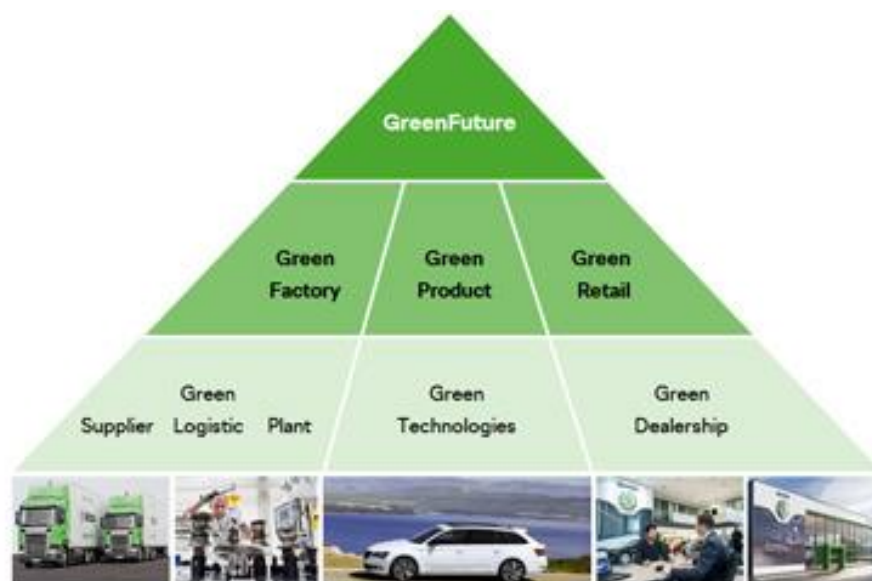 GreenFuture
Green
Factory
Green
Product
Green
Retail
Green
Supplier Logistic Plant
Green
Technologies
Green
Dealership